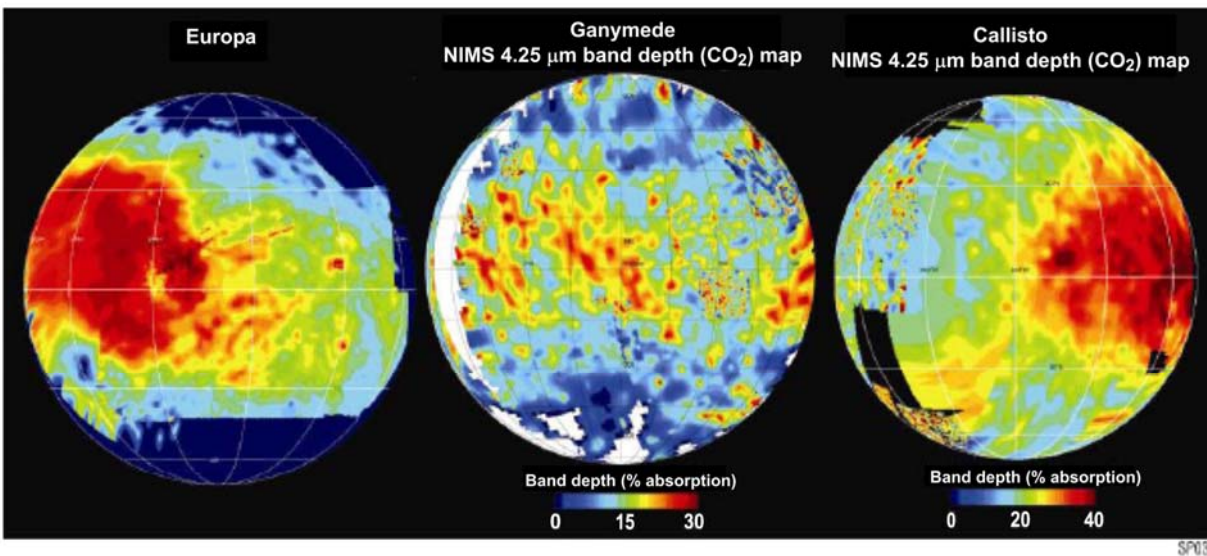 Europa
Ganymede
NIMS 4.25 μm band depth (CO₂) map
Callisto
NIMS 4.25 μm band depth (CO₂) map
Band depth (% absorption)
0 15 30
Band depth (% absorption)
0 20 40